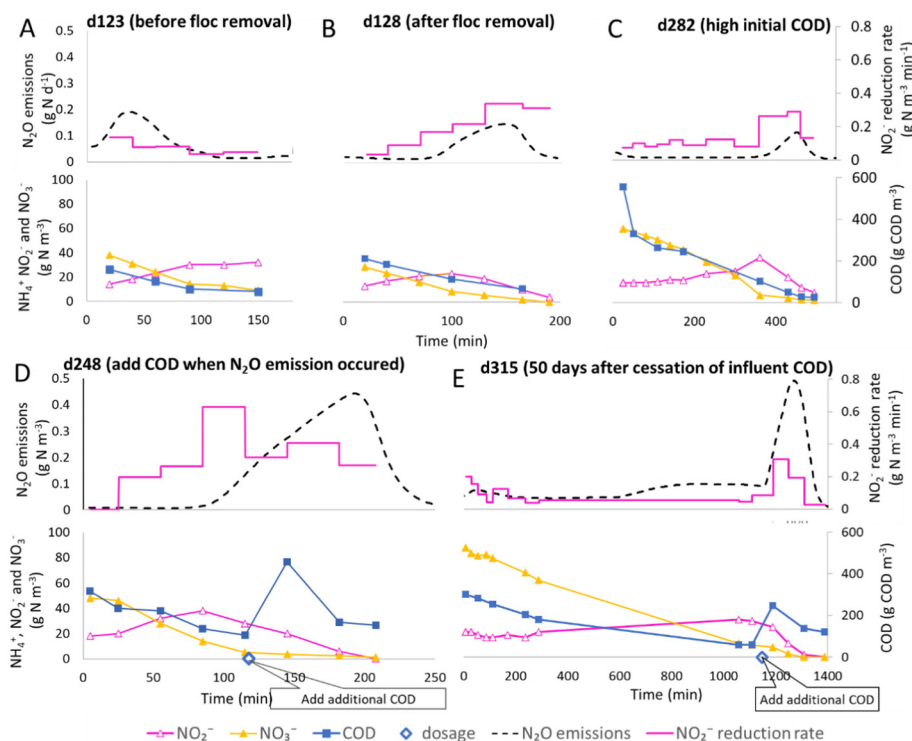 A
d123 (before floc removal)
B
d128 (after floc removal)
C
d282 (high initial COD)
N₂O emissions
(g N d⁻¹)
0.5
0.4
0.3
0.2
0.1
0
0.8
0.6
0.4
0.2
0
NO₂⁻ reduction rate
(g N m⁻³ min⁻¹)
NH₄⁺ NO₂⁻ and NO₃⁻
(g N m⁻³)
100
80
60
40
20
0
600
400
200
0
COD (g COD m⁻³)
0 50 100 150
0 100 190
0 200 400
Time (min)
D
d248 (add COD when N₂O emission occured)
E
d315 (50 days after cessation of influent COD)
N₂O emissions
(g N m⁻³)
0.5
0.4
0.3
0.2
0.1
0
0.8
0.6
0.4
0.2
0
NO₂⁻ reduction rate
(g N m⁻³ min⁻¹)
NH₄⁺, NO₂⁻ and NO₃⁻
(g N m⁻³)
100
80
60
40
20
0
600
400
200
0
COD (g COD m⁻³)
0 50 100 150 200 250
0 200 400 600 800 1000 1200 1400
Time (min)
Add additional COD
Time (min)
Add additional COD
NO₂⁻ NO₃⁻ COD dosage N₂O emissions NO₂⁻ reduction rate